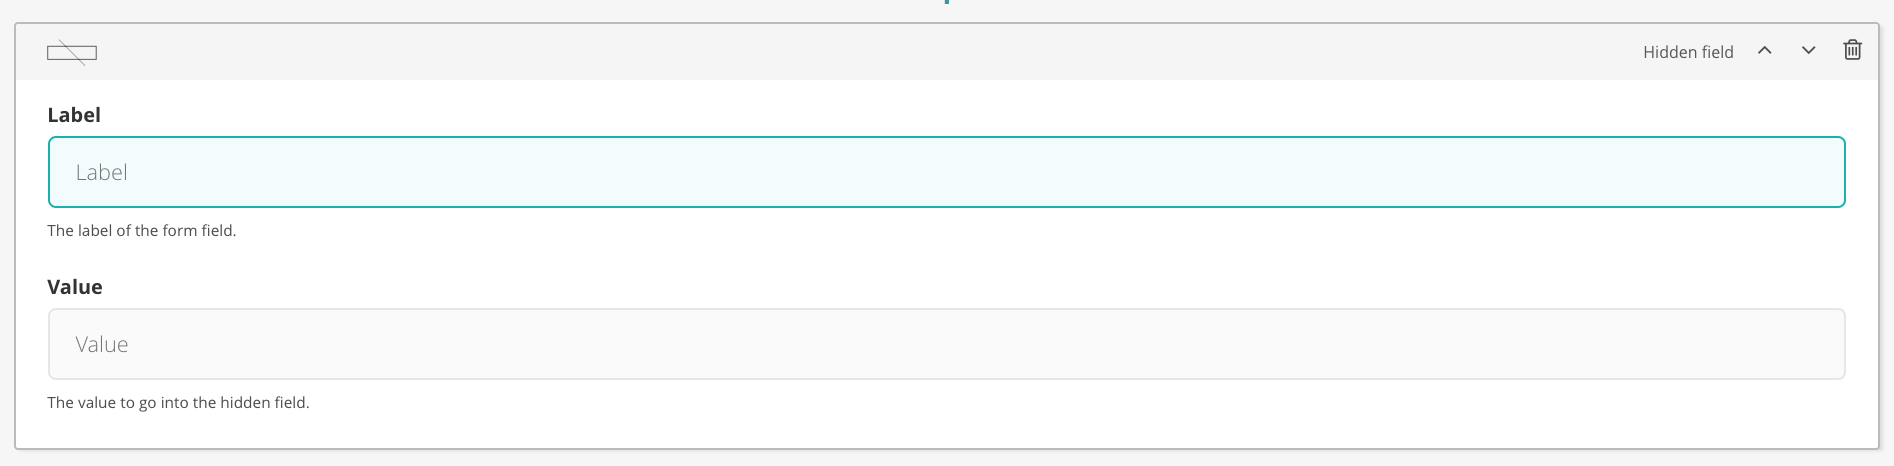 Hidden field
Label
Label
The label of the form field.
Value
Value
The value to go into the hidden field.